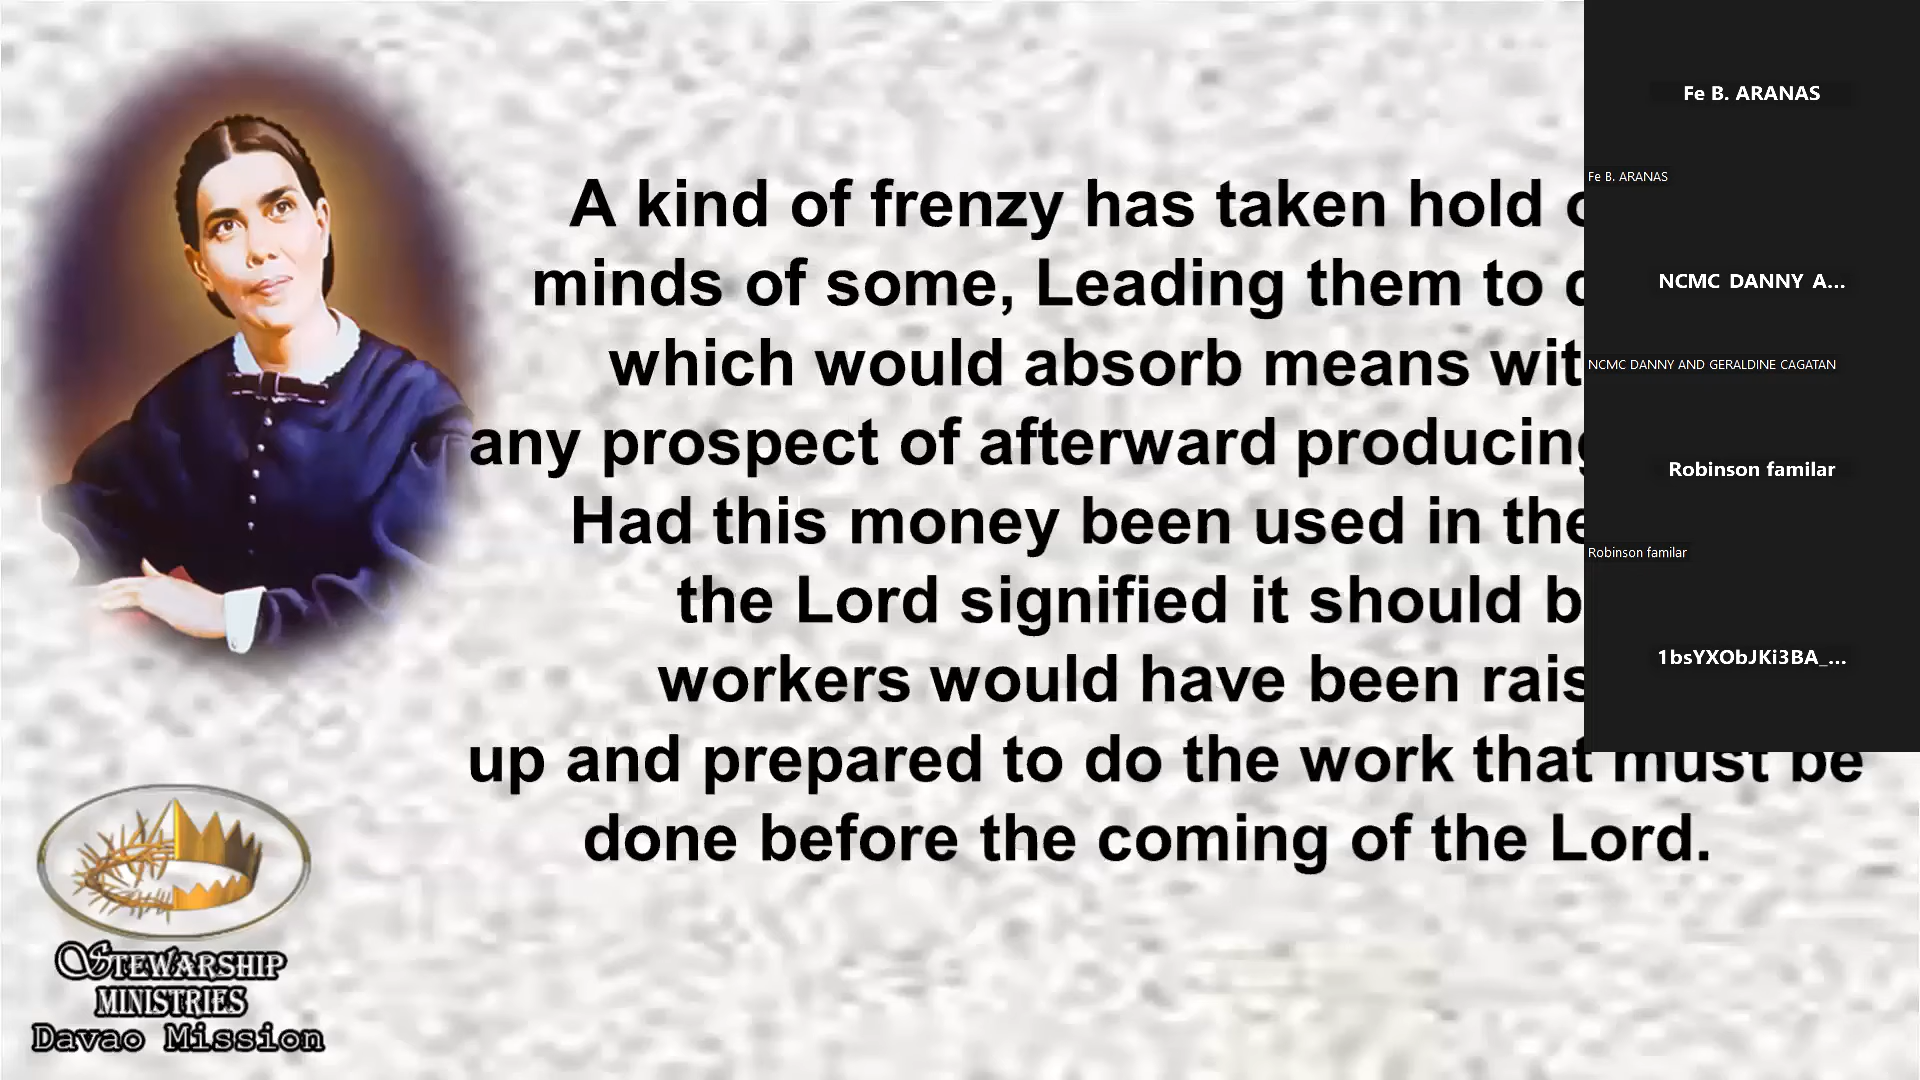 A kind of frenzy has taken hold
minds of some, Leading them to
which would absorb means
any prospect of afterward producing
Had this money been used in the
the Lord signified it should
workers would have been
up and prepared to do the work that must be
done before the coming of the Lord.
STEWARSHIP
MINISTRIES
Davao Mission
Fe B. ARANAS
Fe B. ARANAS
NCMC DANNY A...
NCMC DANNY AND GERALDINE CAGATAN
Robinson familar
Robinson familar
1bsYXObJKi3BA_...